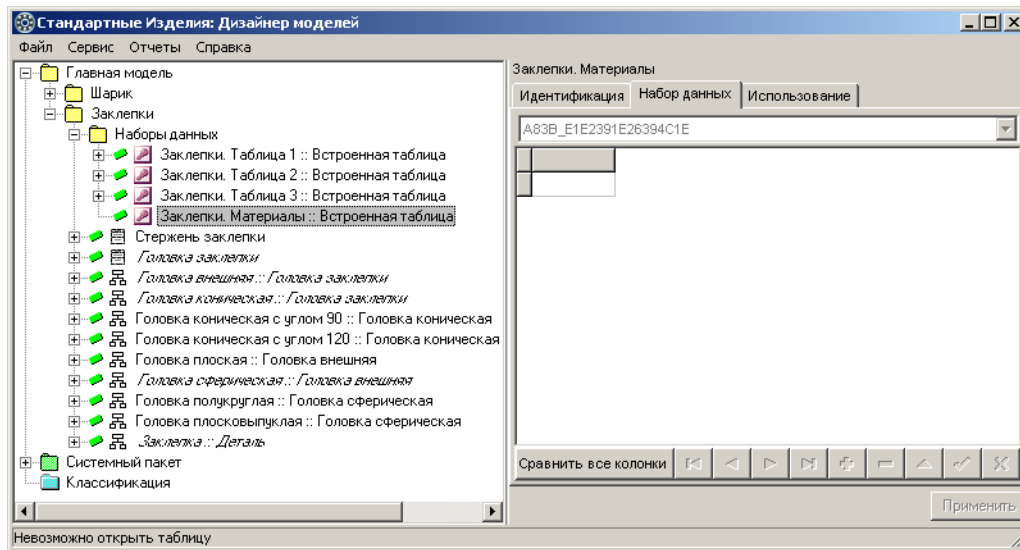 Стандартные Изделия: Дизайнер моделей
Файл Сервис Отчеты Справка
Главная модель
Шарик
Заклепки
Наборы данных
Заклепки. Таблица 1 :: Встроенная таблица
Заклепки. Таблица 2 :: Встроенная таблица
Заклепки. Таблица 3 :: Встроенная таблица
Заклепки. Материалы :: Встроенная таблица
Стержень заклепки
Головка заклепки
Головка внешняя :: Головка заклепки
Головка коническая :: Головка заклепки
Головка коническая с углом 90 :: Головка коническая
Головка коническая с углом 120 :: Головка коническая
Головка плоская :: Головка внешняя
Головка сферическая :: Головка внешняя
Головка полукруглая :: Головка сферическая
Головка плосковыпуклая :: Головка сферическая
Заклепка :: Деталь
Системный пакет
Классификация
Заклепки. Материалы
Идентификация Набор данных Использование
A83B_E1E2391E26394C1E
Сравнить все колонки
Применить
Невозможно открыть таблицу